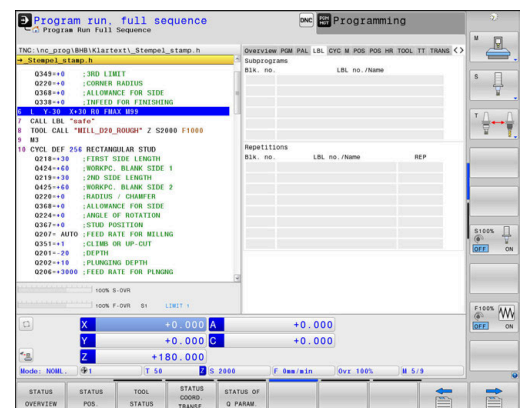 Program run, full sequence
Program Run Full Sequence
DNC
Programming
TNC:\nc_prog\BHB\Klartext\_Stempel_stamp.h
→_Stempel_stamp.h
Q349=+0 ;3RD LIMIT
Q220=+0 ;CORNER RADIUS
Q368=+0 ;ALLOWANCE FOR SIDE
Q338=+0 ;INFEED FOR FINISHING
6 L Y-30 X+30 R0 FMAX M99
7 CALL LBL "safe"
8 TOOL CALL "MILL_D20_ROUGH" Z S2000 F1000
9 M3
10 CYCL DEF 256 RECTANGULAR STUD
Q218=+30 ;FIRST SIDE LENGTH
Q424=+60 ;WORKPC. BLANK SIDE 1
Q219=+30 ;2ND SIDE LENGTH
Q425=+60 ;WORKPC. BLANK SIDE 2
Q220=+0 ;RADIUS / CHAMFER
Q368=+0 ;ALLOWANCE FOR SIDE
Q224=+0 ;ANGLE OF ROTATION
Q367=+0 ;STUD POSITION
Q207= AUTO ;FEED RATE FOR MILLNG
Q351=+1 ;CLIMB OR UP-CUT
Q201=-20 ;DEPTH
Q202=+10 ;PLUNGING DEPTH
Q206=+3000 ;FEED RATE FOR PLNGNG
Overview PGM PAL LBL CYC M POS POS HR TOOL TT TRANS
Subprograms
Blk. no. LBL no./Name
Repetitions
Blk. no. LBL no./Name REP
100% S-OVR
100% F-OVR S1 LIMIT 1
X +0.000 A +0.000
Y +0.000 C +0.000
Z +180.000
Mode: NOML. 1 T 50 Z S 2000 F 0mm/min Ovr 100% M 5/9
STATUS OVERVIEW
STATUS POS.
TOOL STATUS
STATUS COORD. TRANSF.
STATUS OF Q PARAM.
M
S
T
S100%
OFF ON
F100%
OFF ON